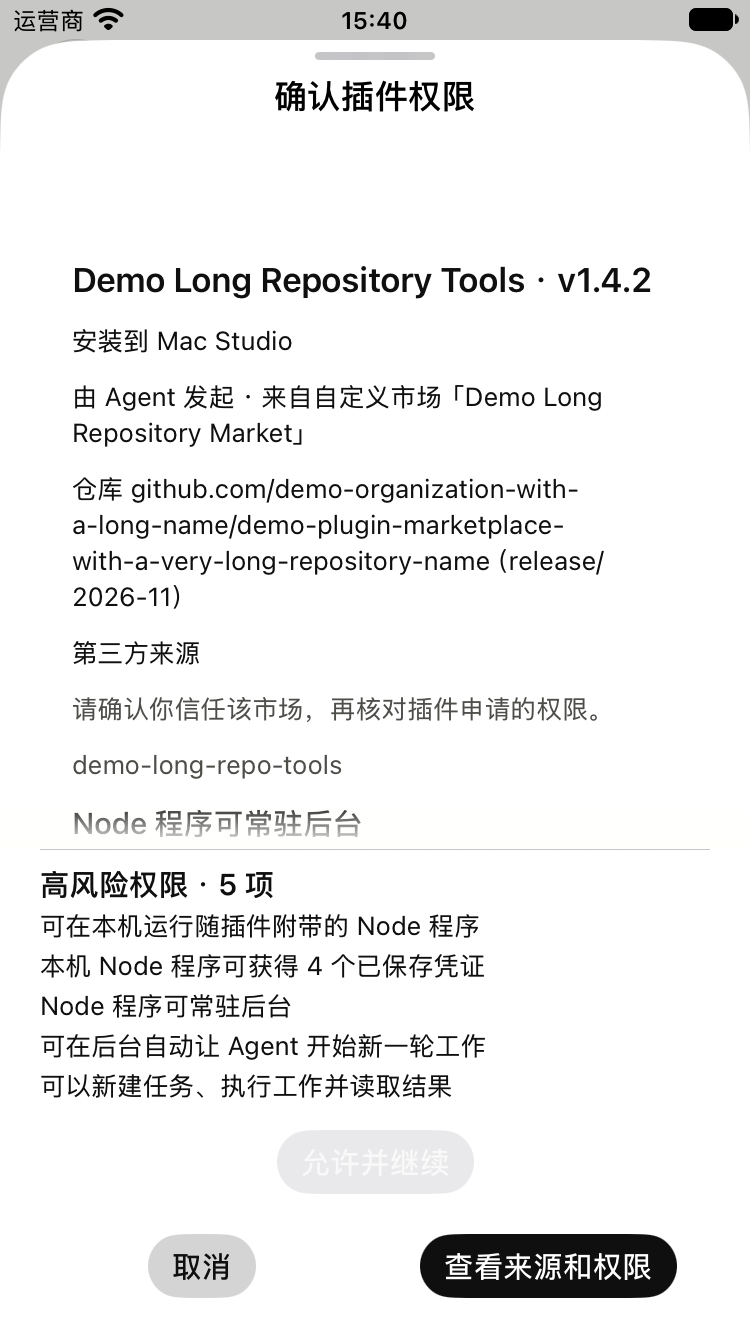 运营商
15:40
确认插件权限
Demo Long Repository Tools · v1.4.2
安装到 Mac Studio
由 Agent 发起 · 来自自定义市场「Demo Long
Repository Market」
仓库 github.com/demo-organization-with-
a-long-name/demo-plugin-marketplace-
with-a-very-long-repository-name (release/
2026-11)
第三方来源
请确认你信任该市场，再核对插件申请的权限。
demo-long-repo-tools
Node 程序可常驻后台
高风险权限 · 5 项
可在本机运行随插件附带的 Node 程序
本机 Node 程序可获得 4 个已保存凭证
Node 程序可常驻后台
可在后台自动让 Agent 开始新一轮工作
可以新建任务、执行工作并读取结果
允许并继续
取消
查看来源和权限